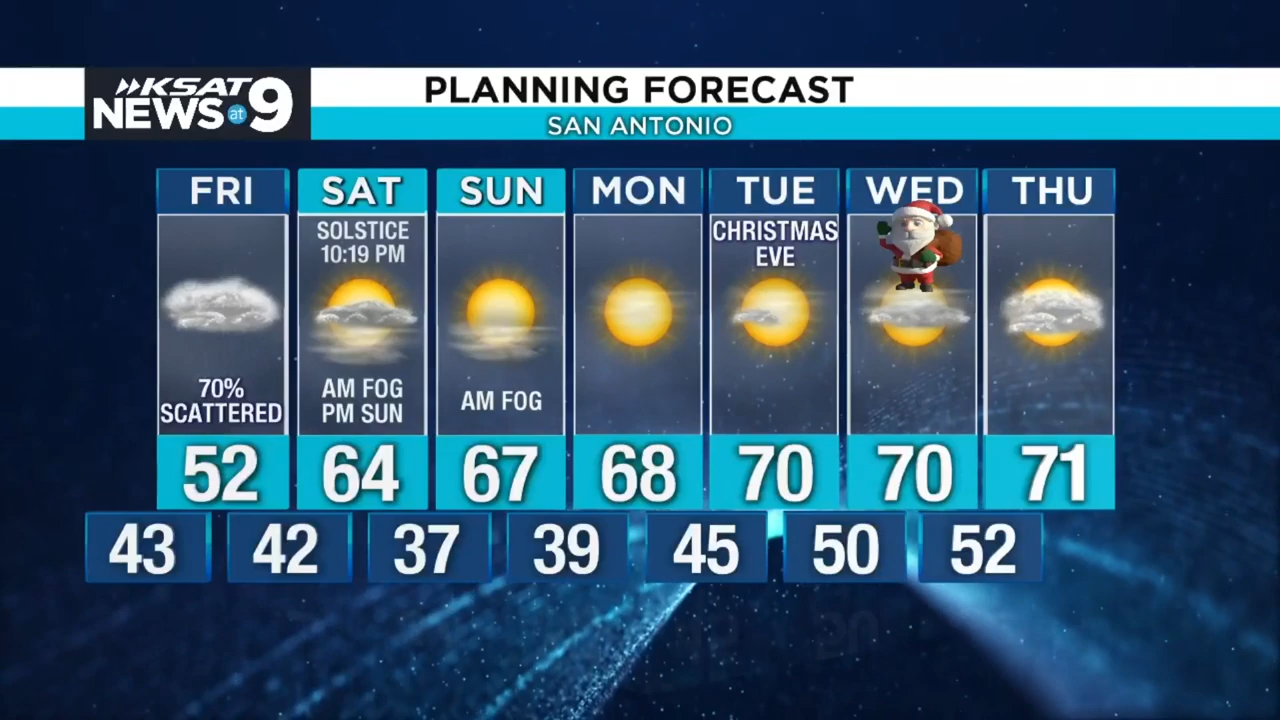 KSAT
NEWS at 9
PLANNING FORECAST
SAN ANTONIO
FRI SAT SUN MON TUE WED THU
SOLSTICE
10:19 PM
CHRISTMAS
EVE
70%
SCATTERED
AM FOG
PM SUN
AM FOG
52 64 67 68 70 70 71
43 42 37 39 45 50 52